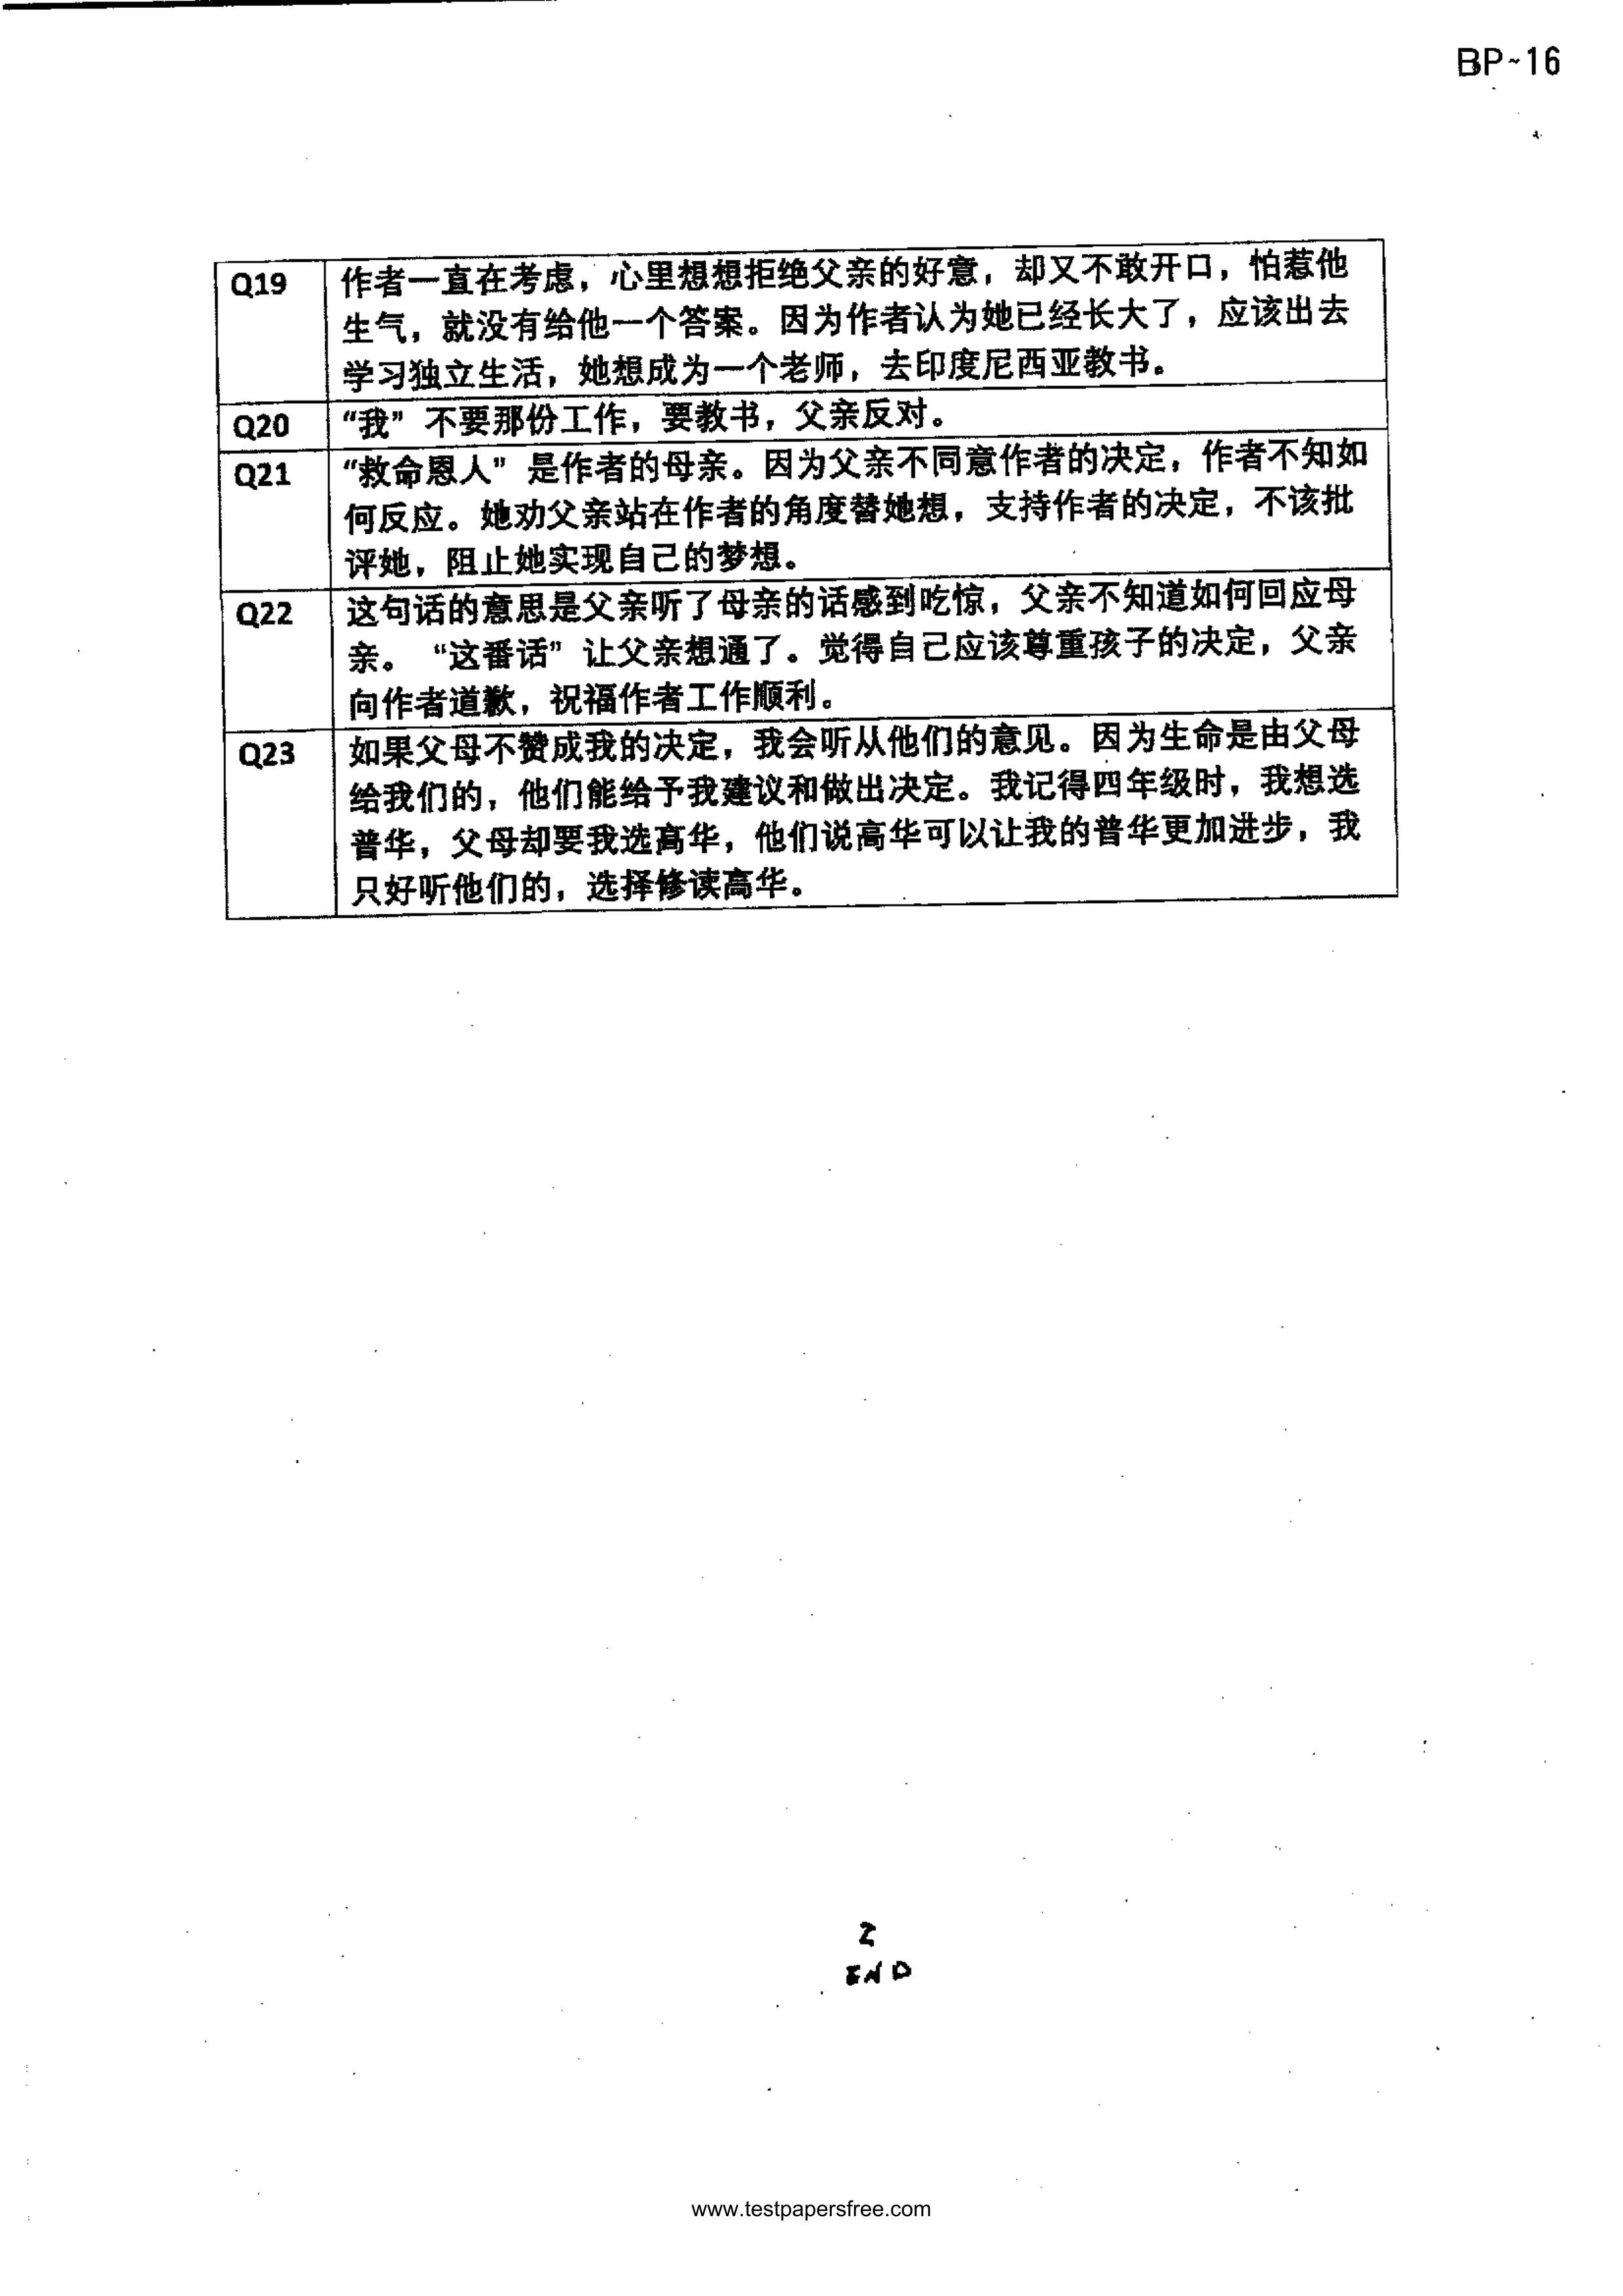 BP~16
Q19 作者一直在考虑，心里想想拒绝父亲的好意，却又不敢开口，怕惹他
生气，就没有给他一个答案。因为作者认为她已经长大了，应该出去
学习独立生活，她想成为一个老师，去印度尼西亚教书。
Q20 “我”不要那份工作，要教书，父亲反对。
Q21 “救命恩人”是作者的母亲。因为父亲不同意作者的决定，作者不知如
何反应。她劝父亲站在作者的角度替她想，支持作者的决定，不该批
评她，阻止她实现自己的梦想。
Q22 这句话的意思是父亲听了母亲的话感到吃惊，父亲不知道如何回应母
亲。 “这番话”让父亲想通了。觉得自己应该尊重孩子的决定，父亲
向作者道歉，祝福作者工作顺利。
Q23 如果父母不赞成我的决定，我会听从他们的意见。因为生命是由父母
给我们的，他们能给予我建议和做出决定。我记得四年级时，我想选
普华，父母却要我选高华，他们说高华可以让我的普华更加进步，我
只好听他们的，选择修读高华。
2
END
www.testpapersfree.com